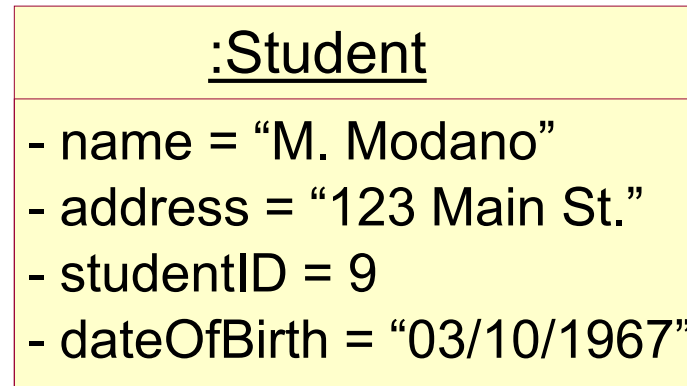 :Student
- name = “M. Modano”
- address = “123 Main St.”
- studentID = 9
- dateOfBirth = “03/10/1967”